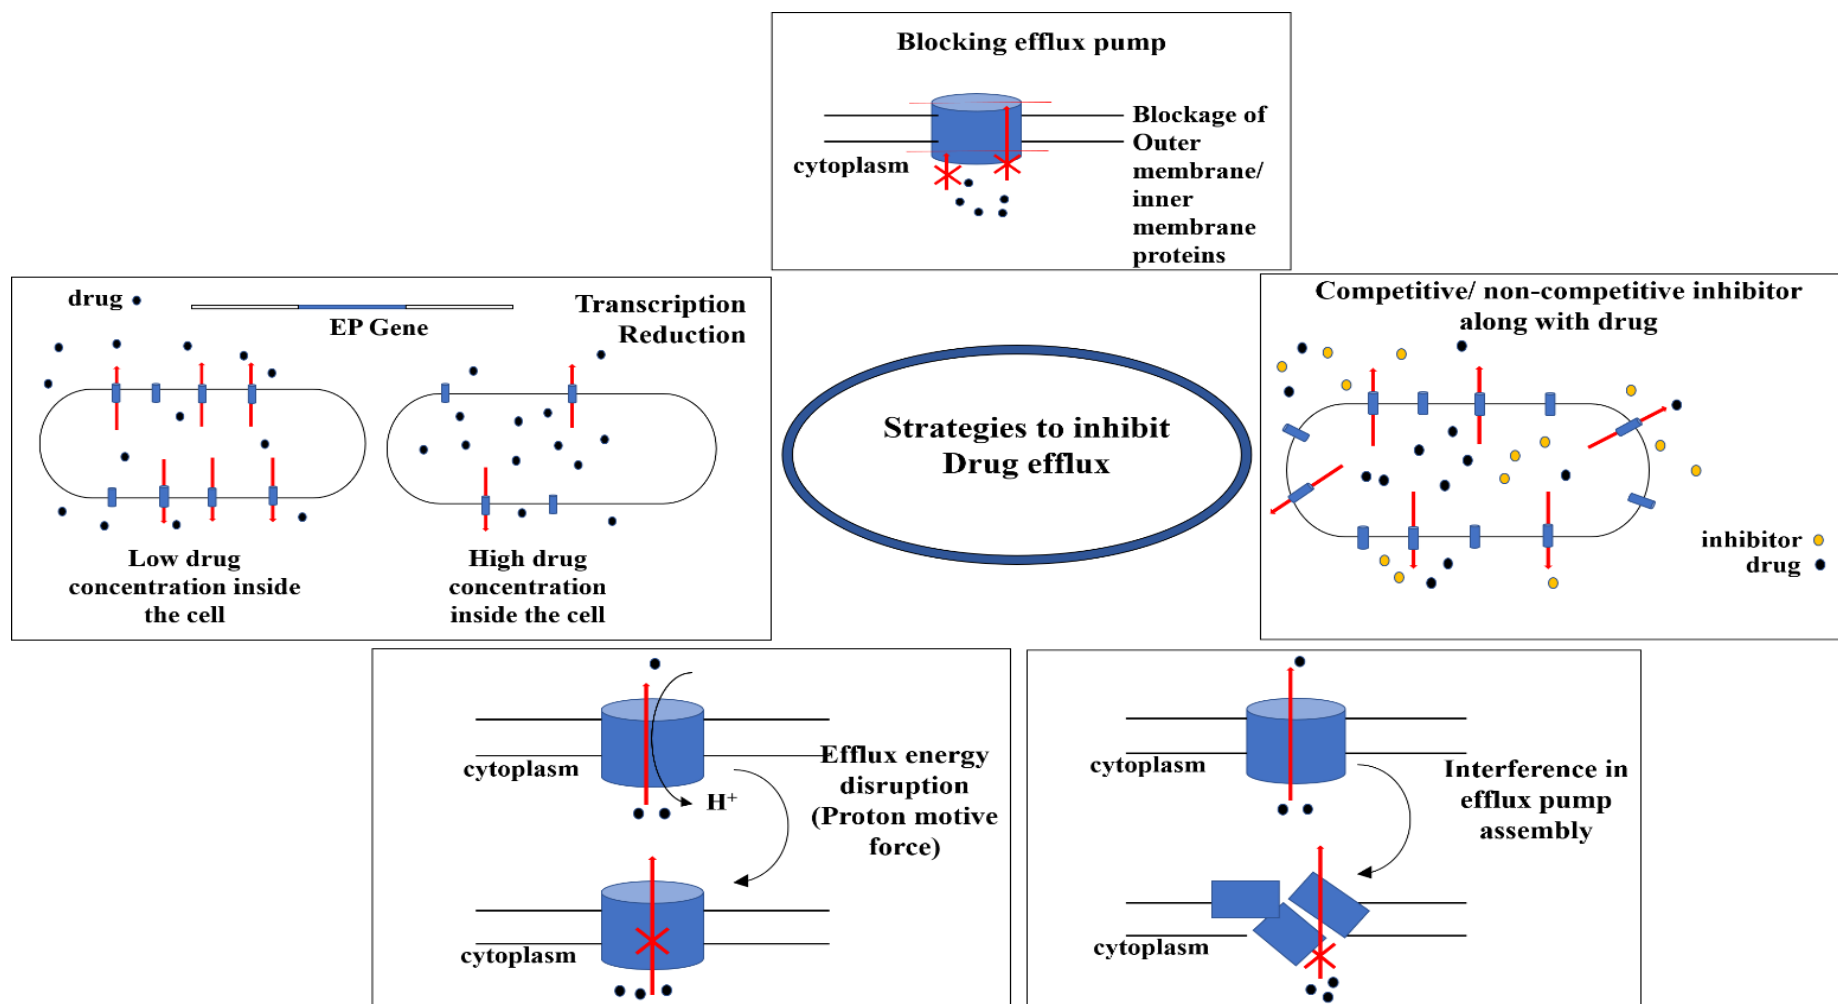 Blocking efflux pump
Blockage of
Outer
membrane/
inner
membrane
proteins
cytoplasm
drug
EP Gene
Transcription
Reduction
Low drug
concentration inside
the cell
High drug
concentration
inside the cell
Strategies to inhibit
Drug efflux
Competitive/ non-competitive inhibitor
along with drug
inhibitor
drug
cytoplasm
H⁺
Efflux energy
disruption
(Proton motive
force)
cytoplasm
cytoplasm
Interference in
efflux pump
assembly
cytoplasm